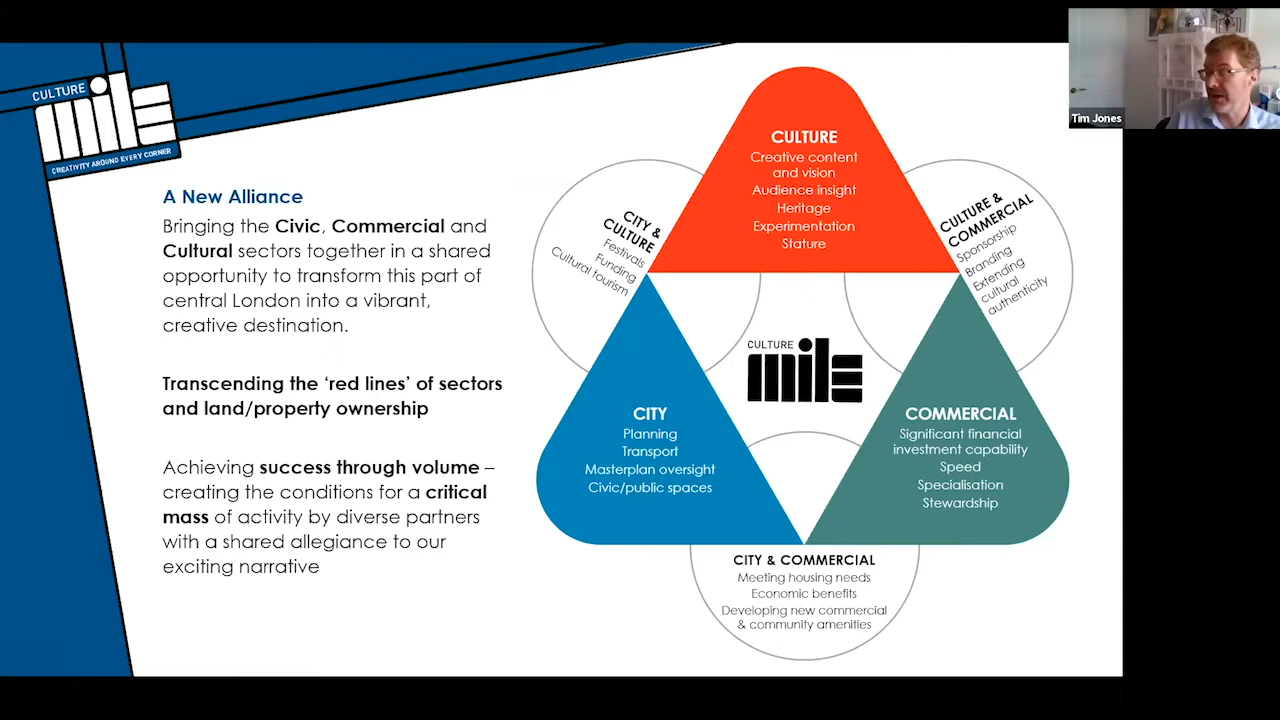 CULTURE
mile
CREATIVITY AROUND EVERY CORNER
A New Alliance
Bringing the Civic, Commercial and
Cultural sectors together in a shared
opportunity to transform this part of
central London into a vibrant,
creative destination.
Transcending the ‘red lines’ of sectors
and land/property ownership
Achieving success through volume –
creating the conditions for a critical
mass of activity by diverse partners
with a shared allegiance to our
exciting narrative
CULTURE
Creative content
and vision
Audience insight
Heritage
Experimentation
Stature
CITY &
CULTURE
Festivals
Funding
Cultural tourism
CULTURE &
COMMERCIAL
Sponsorship
Branding
Extending
cultural
authenticity
CULTURE
mile
CITY
Planning
Transport
Masterplan oversight
Civic/public spaces
COMMERCIAL
Significant financial
investment capability
Speed
Specialisation
Stewardship
CITY & COMMERCIAL
Meeting housing needs
Economic benefits
Developing new commercial
& community amenities
Tim Jones